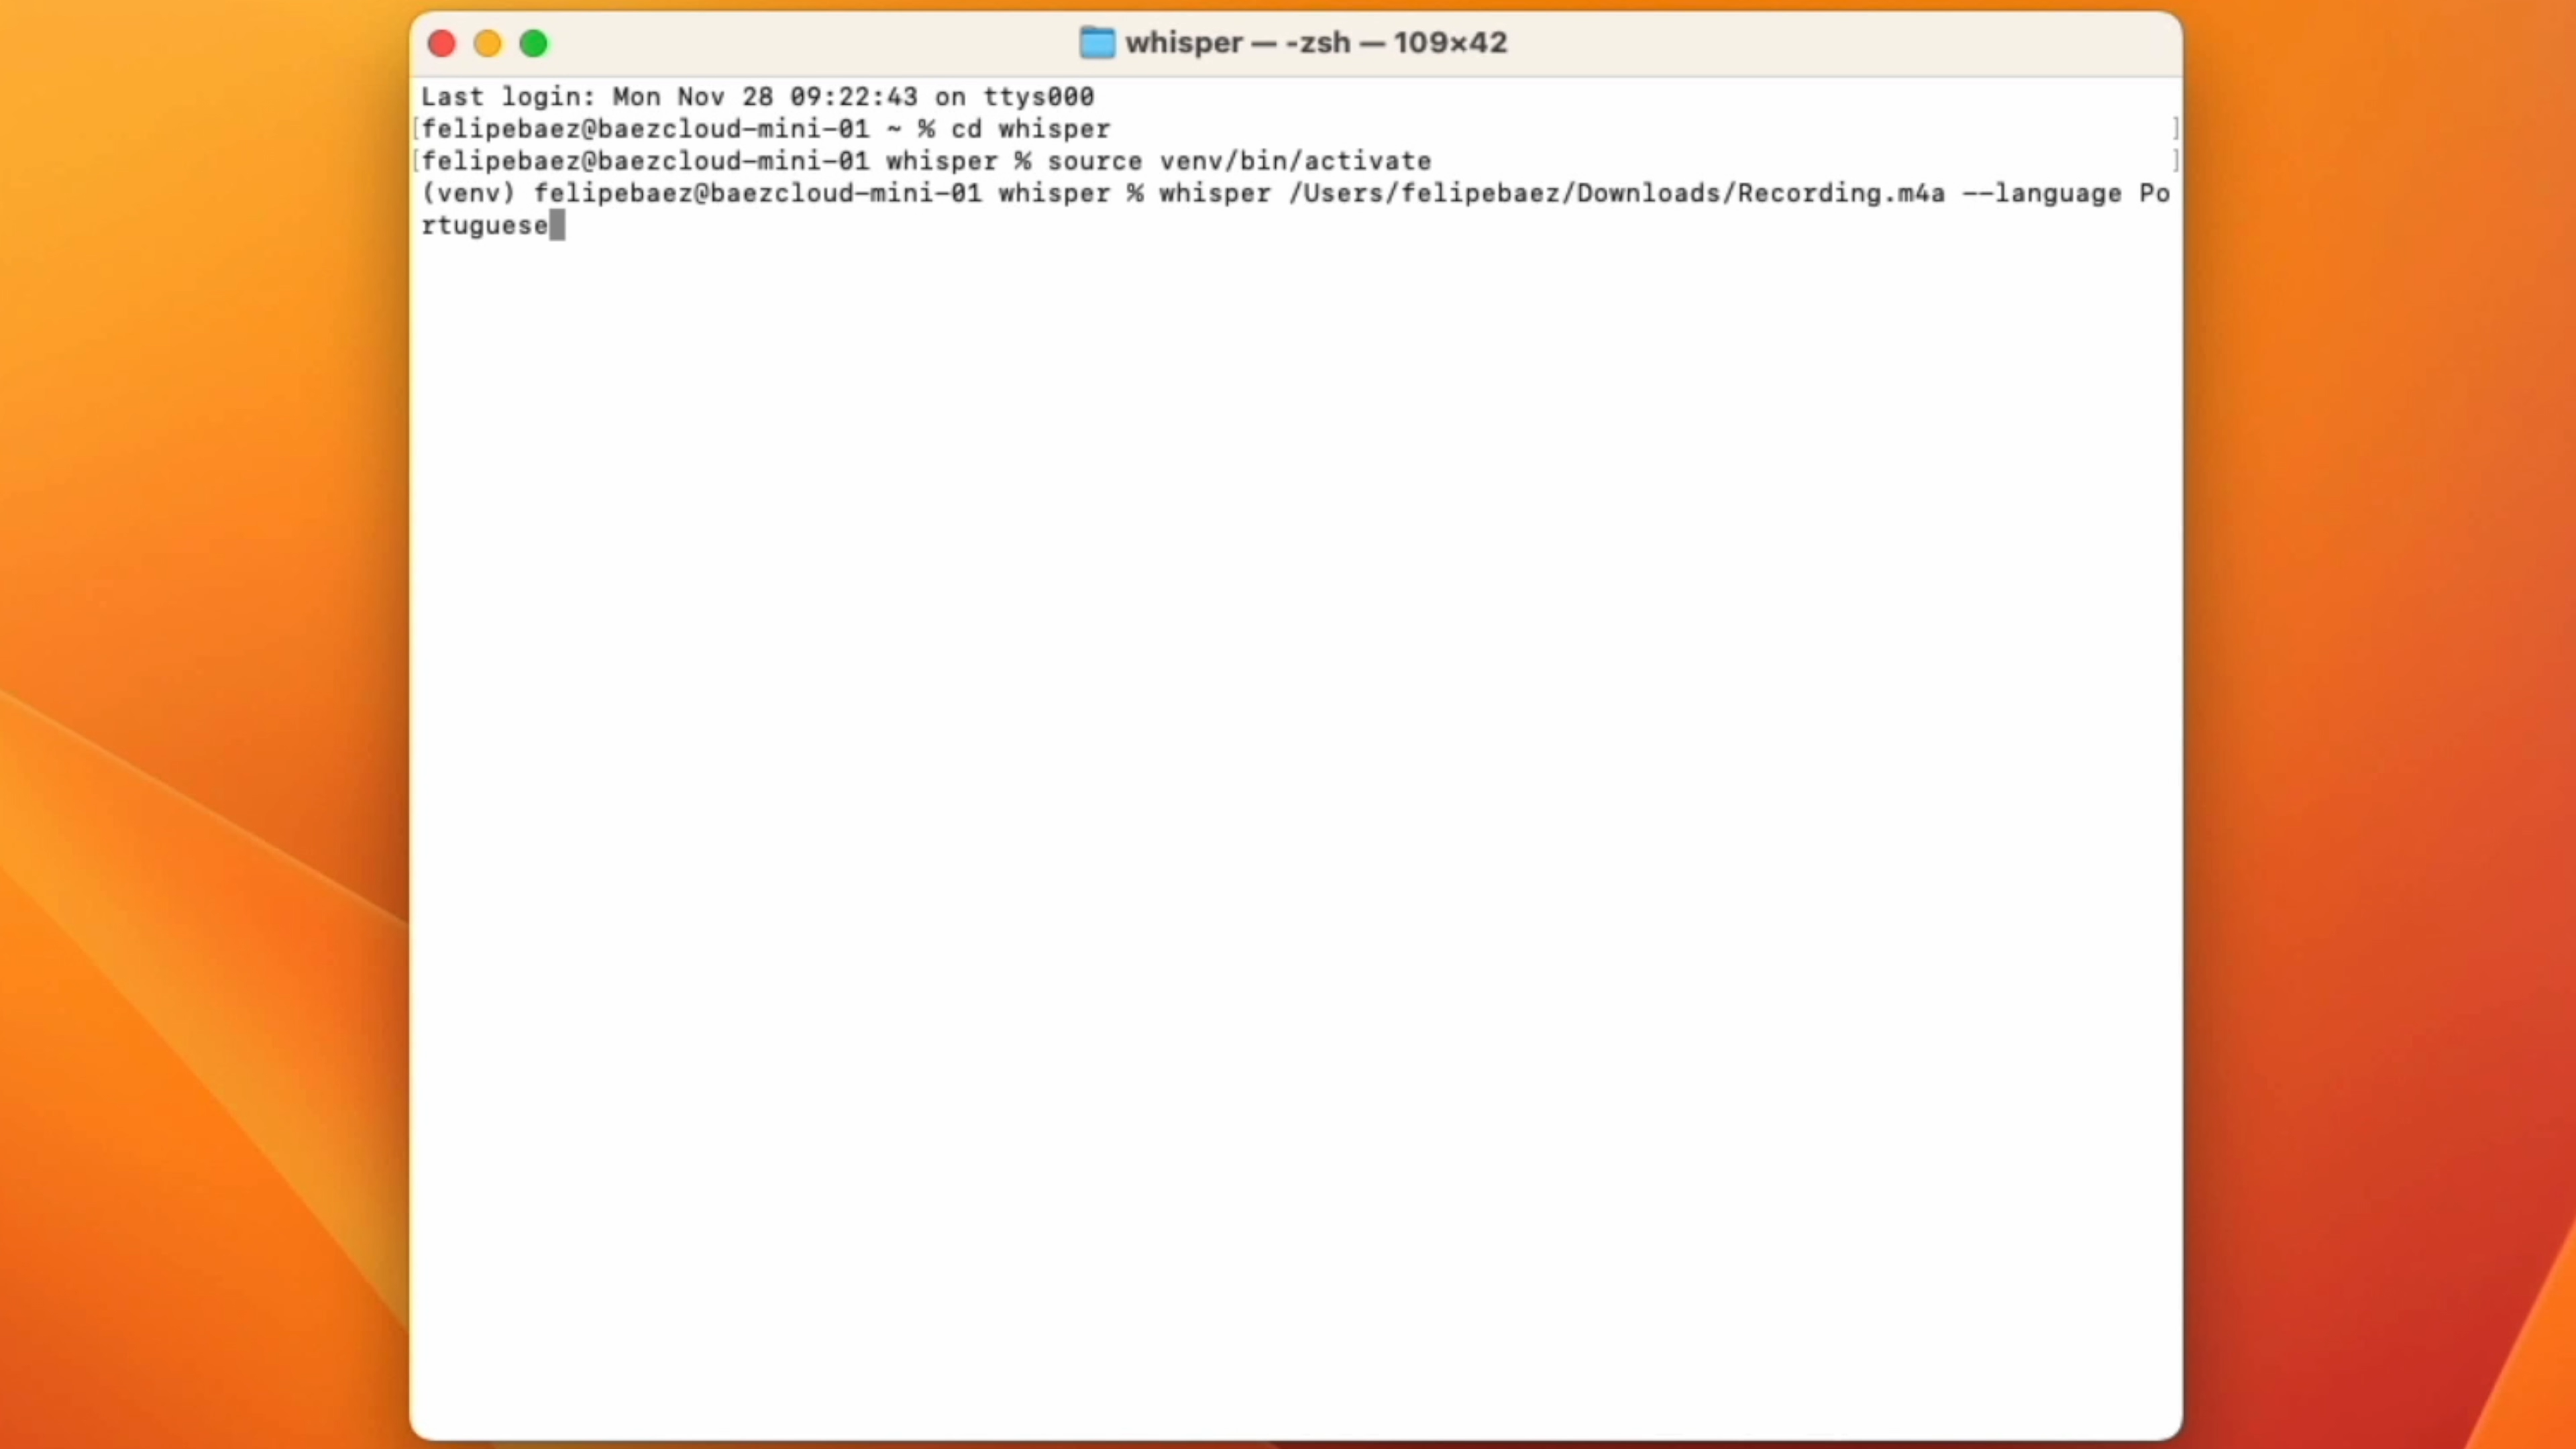 whisper — -zsh — 109×42
Last login: Mon Nov 28 09:22:43 on ttys000
[felipebaez@baezcloud-mini-01 ~ % cd whisper ]
[felipebaez@baezcloud-mini-01 whisper % source venv/bin/activate ]
(venv) felipebaez@baezcloud-mini-01 whisper % whisper /Users/felipebaez/Downloads/Recording.m4a --language Po
rtuguese